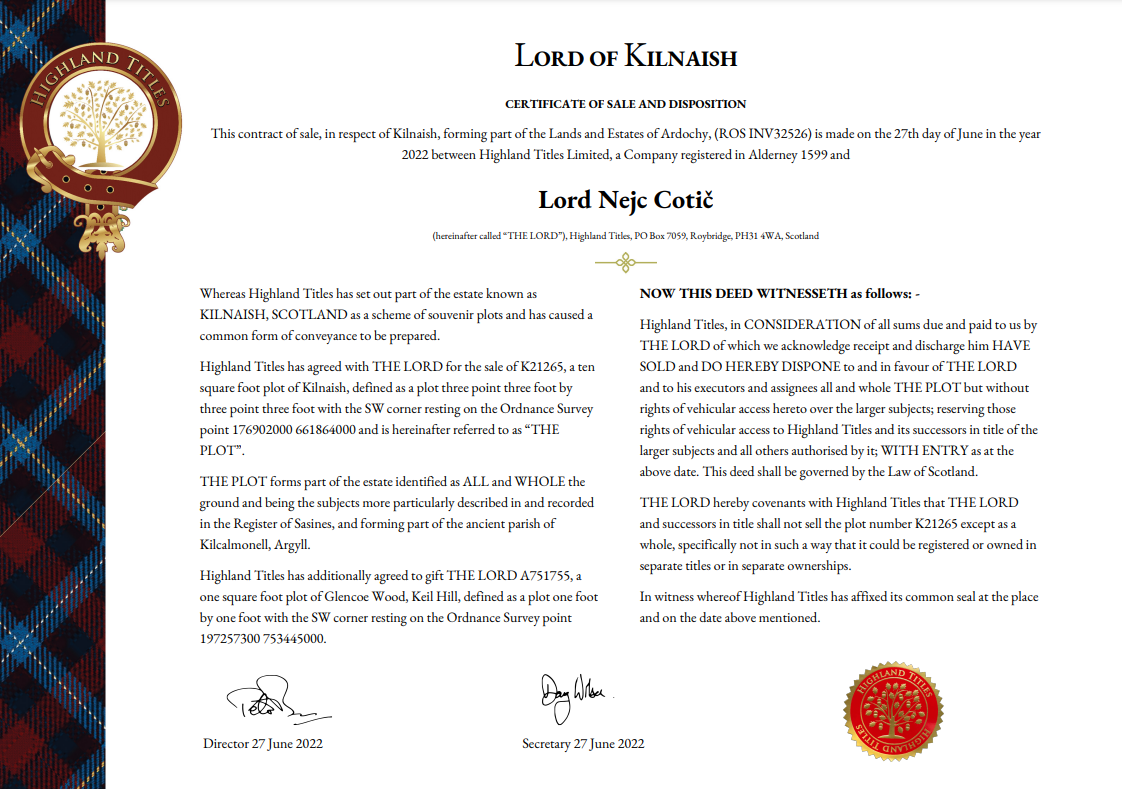 HIGHLAND TITLES
LORD OF KILNAISH
CERTIFICATE OF SALE AND DISPOSITION
This contract of sale, in respect of Kilnaish, forming part of the Lands and Estates of Ardochy, (ROS INV32526) is made on the 27th day of June in the year
2022 between Highland Titles Limited, a Company registered in Alderney 1599 and
Lord Nejc Cotič
(hereinafter called “THE LORD”), Highland Titles, PO Box 7059, Roybridge, PH31 4WA, Scotland
Whereas Highland Titles has set out part of the estate known as
KILNAISH, SCOTLAND as a scheme of souvenir plots and has caused a
common form of conveyance to be prepared.
Highland Titles has agreed with THE LORD for the sale of K21265, a ten
square foot plot of Kilnaish, defined as a plot three point three foot by
three point three foot with the SW corner resting on the Ordnance Survey
point 176902000 661864000 and is hereinafter referred to as “THE
PLOT”.
THE PLOT forms part of the estate identified as ALL and WHOLE the
ground and being the subjects more particularly described in and recorded
in the Register of Sasines, and forming part of the ancient parish of
Kilcalmonell, Argyll.
Highland Titles has additionally agreed to gift THE LORD A751755, a
one square foot plot of Glencoe Wood, Keil Hill, defined as a plot one foot
by one foot with the SW corner resting on the Ordnance Survey point
197257300 753445000.
NOW THIS DEED WITNESSETH as follows: -
Highland Titles, in CONSIDERATION of all sums due and paid to us by
THE LORD of which we acknowledge receipt and discharge him HAVE
SOLD and DO HEREBY DISPONE to and in favour of THE LORD
and to his executors and assignees all and whole THE PLOT but without
rights of vehicular access hereto over the larger subjects; reserving those
rights of vehicular access to Highland Titles and its successors in title of the
larger subjects and all others authorised by it; WITH ENTRY as at the
above date. This deed shall be governed by the Law of Scotland.
THE LORD hereby covenants with Highland Titles that THE LORD
and successors in title shall not sell the plot number K21265 except as a
whole, specifically not in such a way that it could be registered or owned in
separate titles or in separate ownerships.
In witness whereof Highland Titles has affixed its common seal at the place
and on the date above mentioned.
Director 27 June 2022
Secretary 27 June 2022
HIGHLAND TITLES
HIGHLAND TITLES